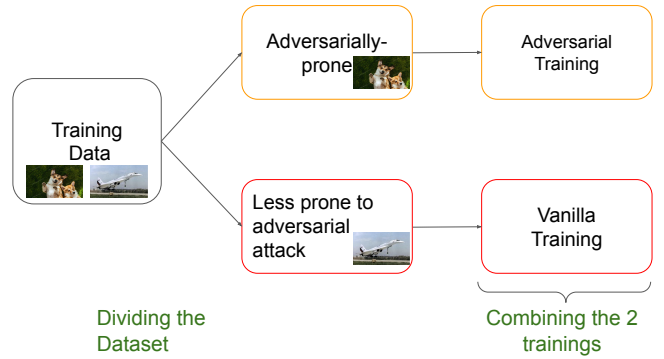 Training
Data
Adversarially-
prone
Adversarial
Training
Less prone to
adversarial
attack
Vanilla
Training
Dividing the
Dataset
Combining the 2
trainings